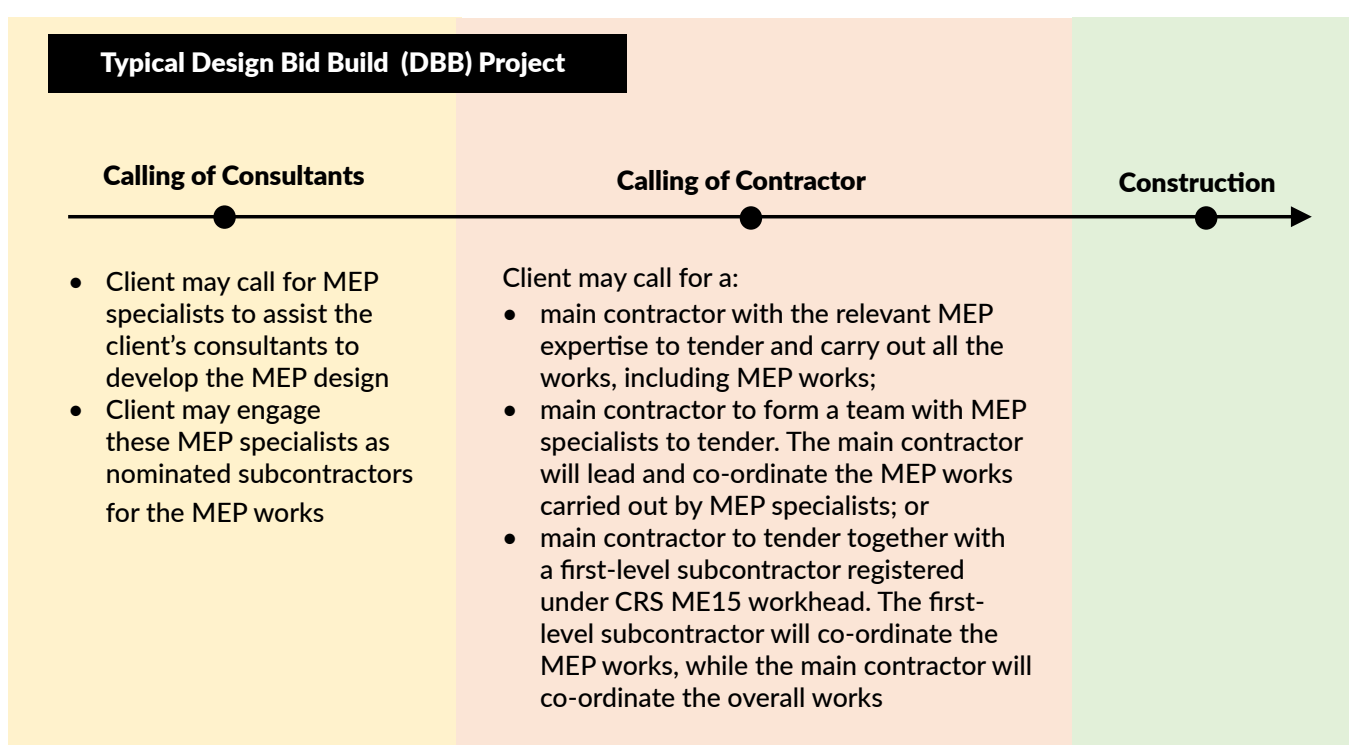 Typical Design Bid Build (DBB) Project
Calling of Consultants
Calling of Contractor
Construction
• Client may call for MEP
specialists to assist the
client’s consultants to
develop the MEP design
• Client may engage
these MEP specialists as
nominated subcontractors
for the MEP works
Client may call for a:
• main contractor with the relevant MEP
expertise to tender and carry out all the
works, including MEP works;
• main contractor to form a team with MEP
specialists to tender. The main contractor
will lead and co-ordinate the MEP works
carried out by MEP specialists; or
• main contractor to tender together with
a first-level subcontractor registered
under CRS ME15 workhead. The first-
level subcontractor will co-ordinate the
MEP works, while the main contractor will
co-ordinate the overall works